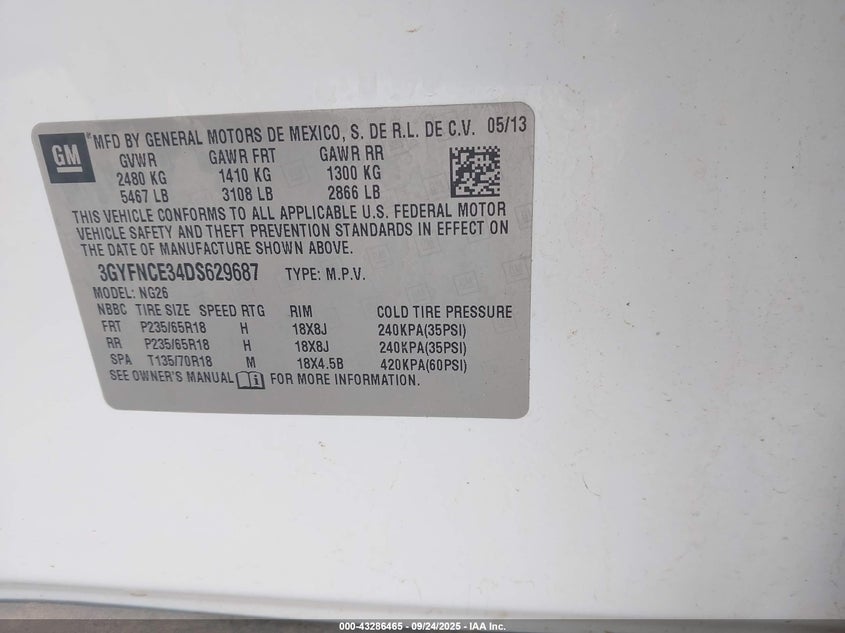 GM
MFD BY GENERAL MOTORS DE MEXICO, S. DE R.L. DE C.V. 05/13
GVWR GAWR FRT GAWR RR
2480 KG 1410 KG 1300 KG
5467 LB 3108 LB 2866 LB
THIS VEHICLE CONFORMS TO ALL APPLICABLE U.S. FEDERAL MOTOR
VEHICLE SAFETY AND THEFT PREVENTION STANDARDS IN EFFECT ON
THE DATE OF MANUFACTURE SHOWN ABOVE.
3GYFNCE34DS629687 TYPE: M.P.V.
MODEL: NG26
NBBC TIRE SIZE SPEED RTG RIM COLD TIRE PRESSURE
FRT P235/65R18 H 18X8J 240KPA(35PSI)
RR P235/65R18 H 18X8J 240KPA(35PSI)
SPA T135/70R18 M 18X4.5B 420KPA(60PSI)
SEE OWNER'S MANUAL FOR MORE INFORMATION.
000-43286465 - 09/24/2025 - IAA Inc.